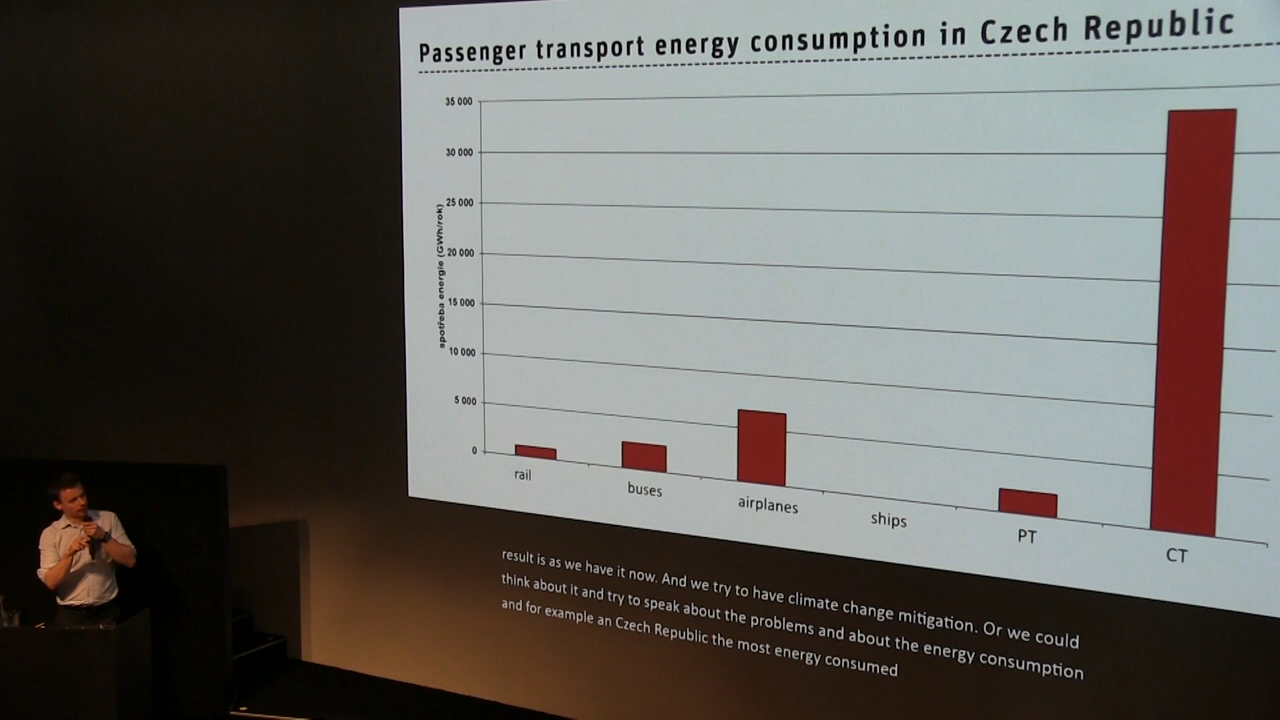 Passenger transport energy consumption in Czech Republic
35 000
30 000
25 000
20 000
15 000
10 000
5 000
0
spotřeba energie (GWh/rok)
rail
buses
airplanes
ships
PT
CT
result is as we have it now. And we try to have climate change mitigation. Or we could
think about it and try to speak about the problems and about the energy consumption
and for example an Czech Republic the most energy consumed